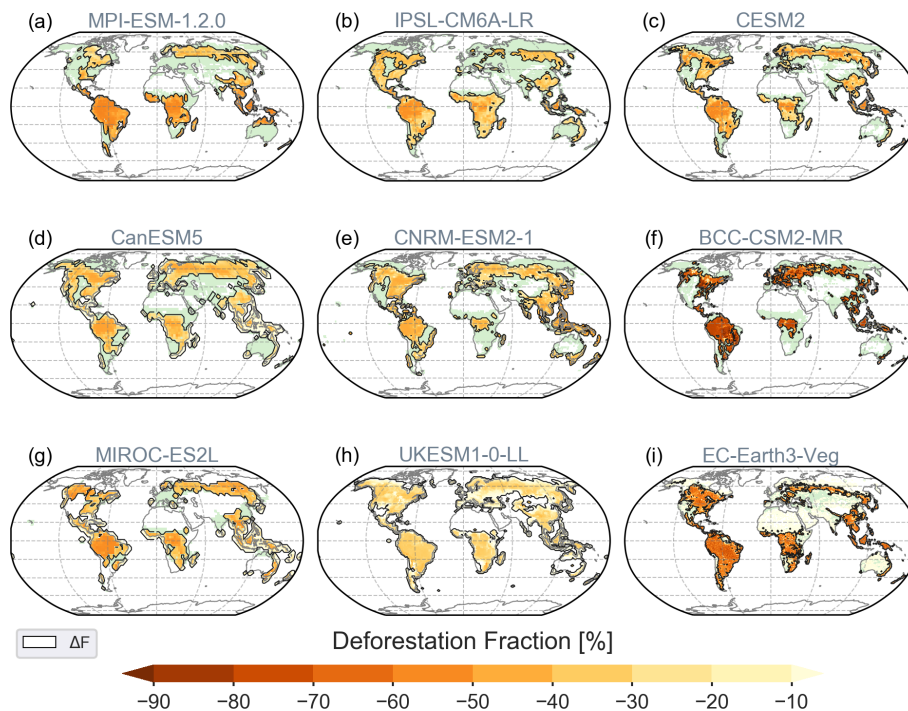 (a) MPI-ESM-1.2.0
(b) IPSL-CM6A-LR
(c) CESM2
(d) CanESM5
(e) CNRM-ESM2-1
(f) BCC-CSM2-MR
(g) MIROC-ES2L
(h) UKESM1-0-LL
(i) EC-Earth3-Veg
ΔF
Deforestation Fraction [%]
−90 −80 −70 −60 −50 −40 −30 −20 −10